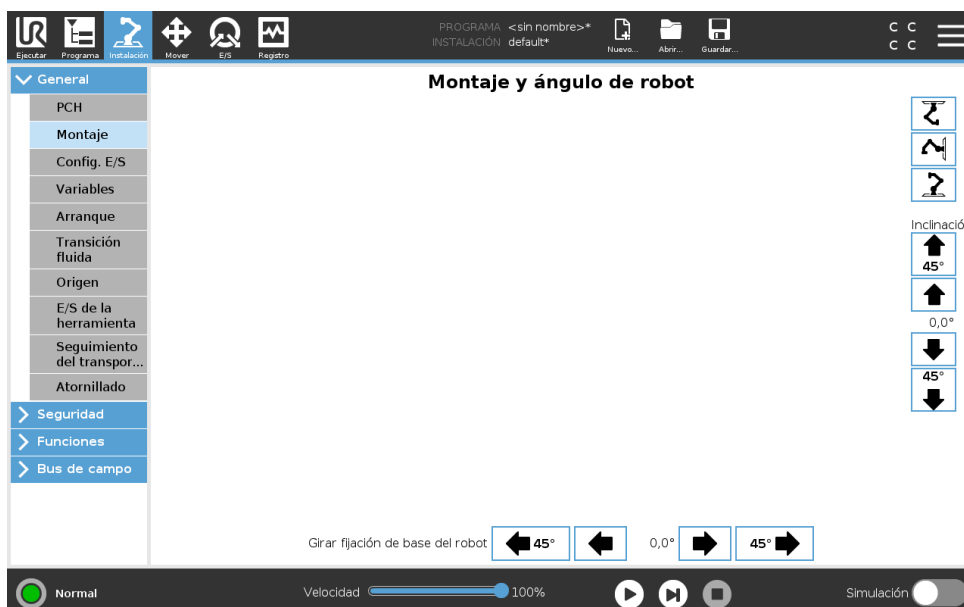 UR
PROGRAMA <sin nombre>*
INSTALACIÓN default*
Ejecutar Programa Instalación Mover E/S Registro
Nuevo... Abrir... Guardar...
C C
C C
General
PCH
Montaje
Config. E/S
Variables
Arranque
Transición
fluida
Origen
E/S de la
herramienta
Seguimiento
del transpor...
Atornillado
Seguridad
Funciones
Bus de campo
Montaje y ángulo de robot
Inclinació
45°
0,0°
45°
Girar fijación de base del robot 45° 0,0° 45°
Normal
Velocidad 100%
Simulación